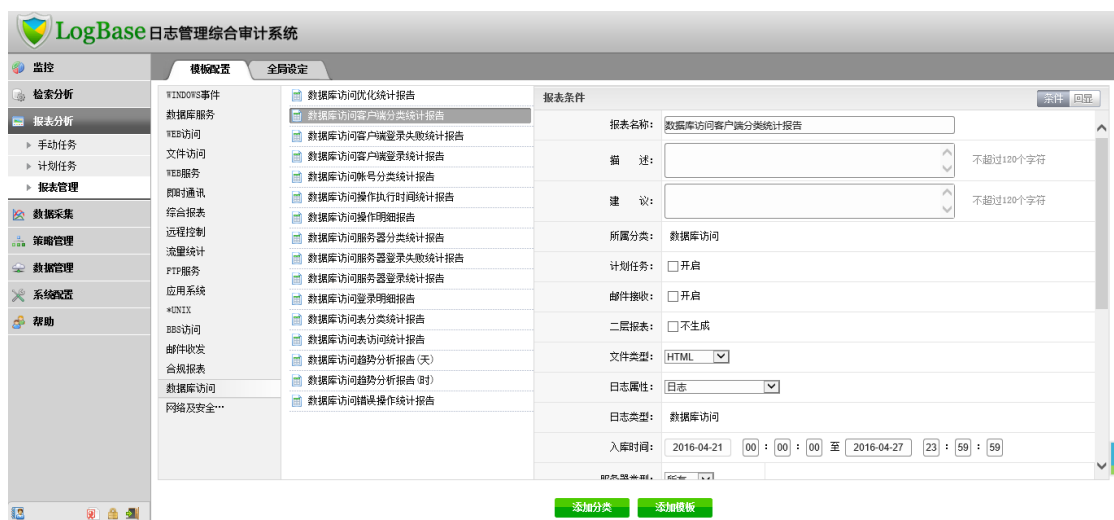 LogBase 日志管理综合审计系统
监控
检索分析
报表分析
手动任务
计划任务
报表管理
数据采集
策略管理
数据管理
系统配置
帮助
模板配置 全局设定
WINDOWS事件
数据库服务
WEB访问
文件访问
WEB服务
即时通讯
综合报表
远程控制
流量统计
FTP服务
应用系统
*UNIX
BBS访问
邮件收发
合规报表
数据库访问
网络及安全…
数据库访问优化统计报告
数据库访问客户端分类统计报告
数据库访问客户端登录失败统计报告
数据库访问客户端登录统计报告
数据库访问帐号分类统计报告
数据库访问操作执行时间统计报告
数据库访问操作明细报告
数据库访问服务器分类统计报告
数据库访问服务器登录失败统计报告
数据库访问服务器登录统计报告
数据库访问登录明细报告
数据库访问表分类统计报告
数据库访问表访问统计报告
数据库访问趋势分析报告(天)
数据库访问趋势分析报告(时)
数据库访问错误操作统计报告
报表条件 条件 回显
报表名称: 数据库访问客户端分类统计报告
描 述: 不超过120个字符
建 议: 不超过120个字符
所属分类: 数据库访问
计划任务: 开启
邮件接收: 开启
二层报表: 不生成
文件类型: HTML
日志属性: 日志
日志类型: 数据库访问
入库时间: 2016-04-21 00 : 00 : 00 至 2016-04-27 23 : 59 : 59
服务器类型: 所有
添加分类 添加模板